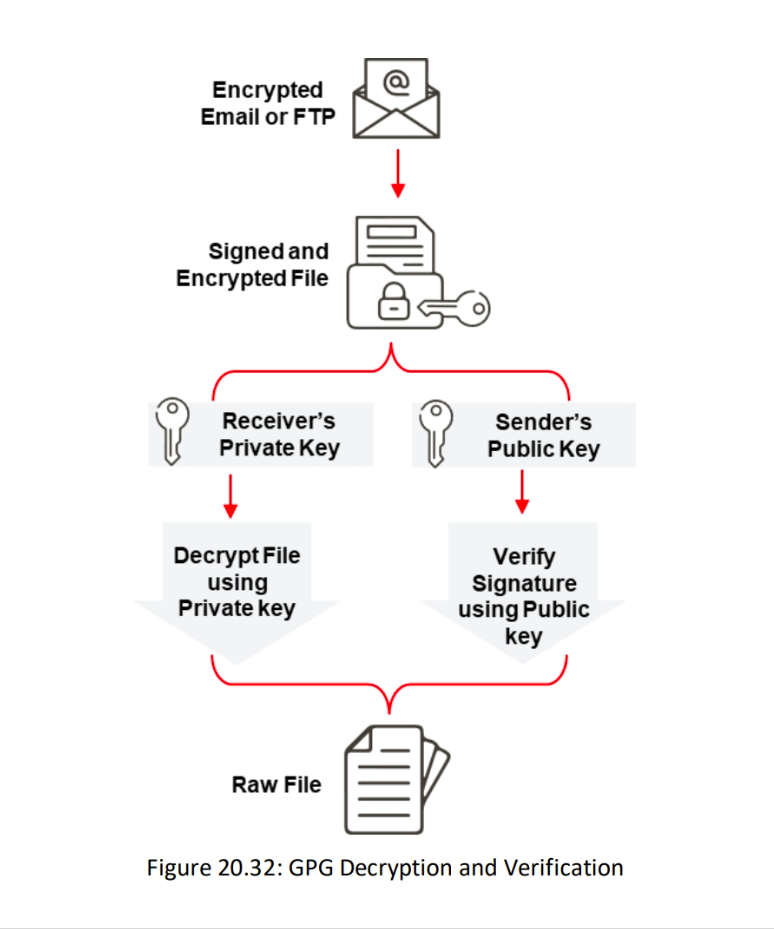 Encrypted
Email or FTP
@
Signed and
Encrypted File
Receiver's
Private Key
Sender's
Public Key
Decrypt File
using
Private key
Verify
Signature
using Public
key
Raw File
Figure 20.32: GPG Decryption and Verification